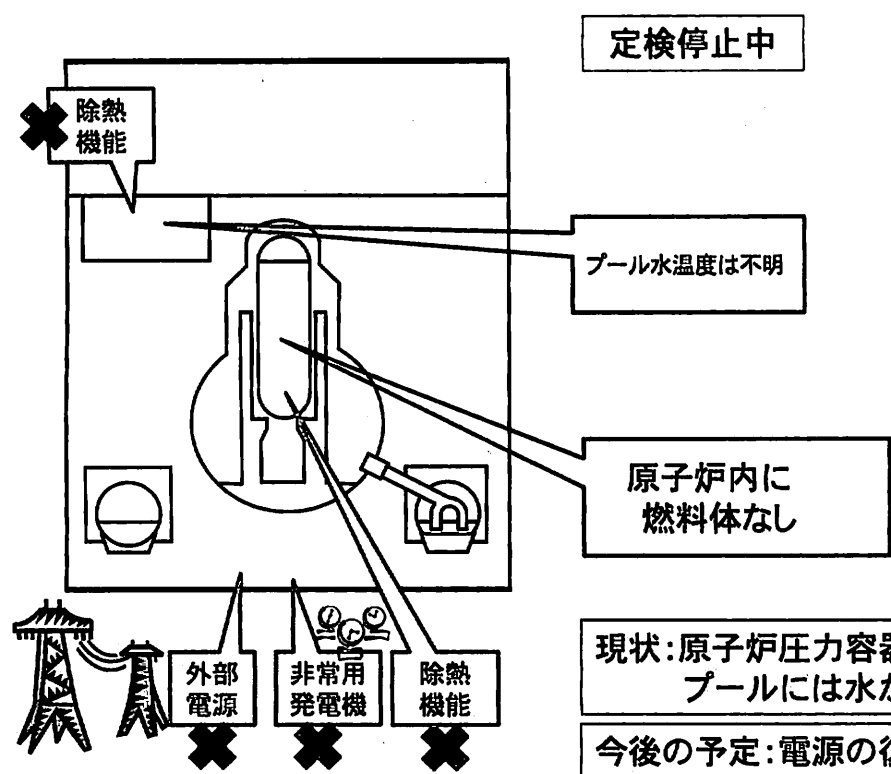 定検停止中
除熱
機能
プール水温度は不明
原子炉内に
燃料体なし
外部
電源
非常用
発電機
除熱
機能
現状:原子炉圧力容
プールには水
今後の予定:電源の